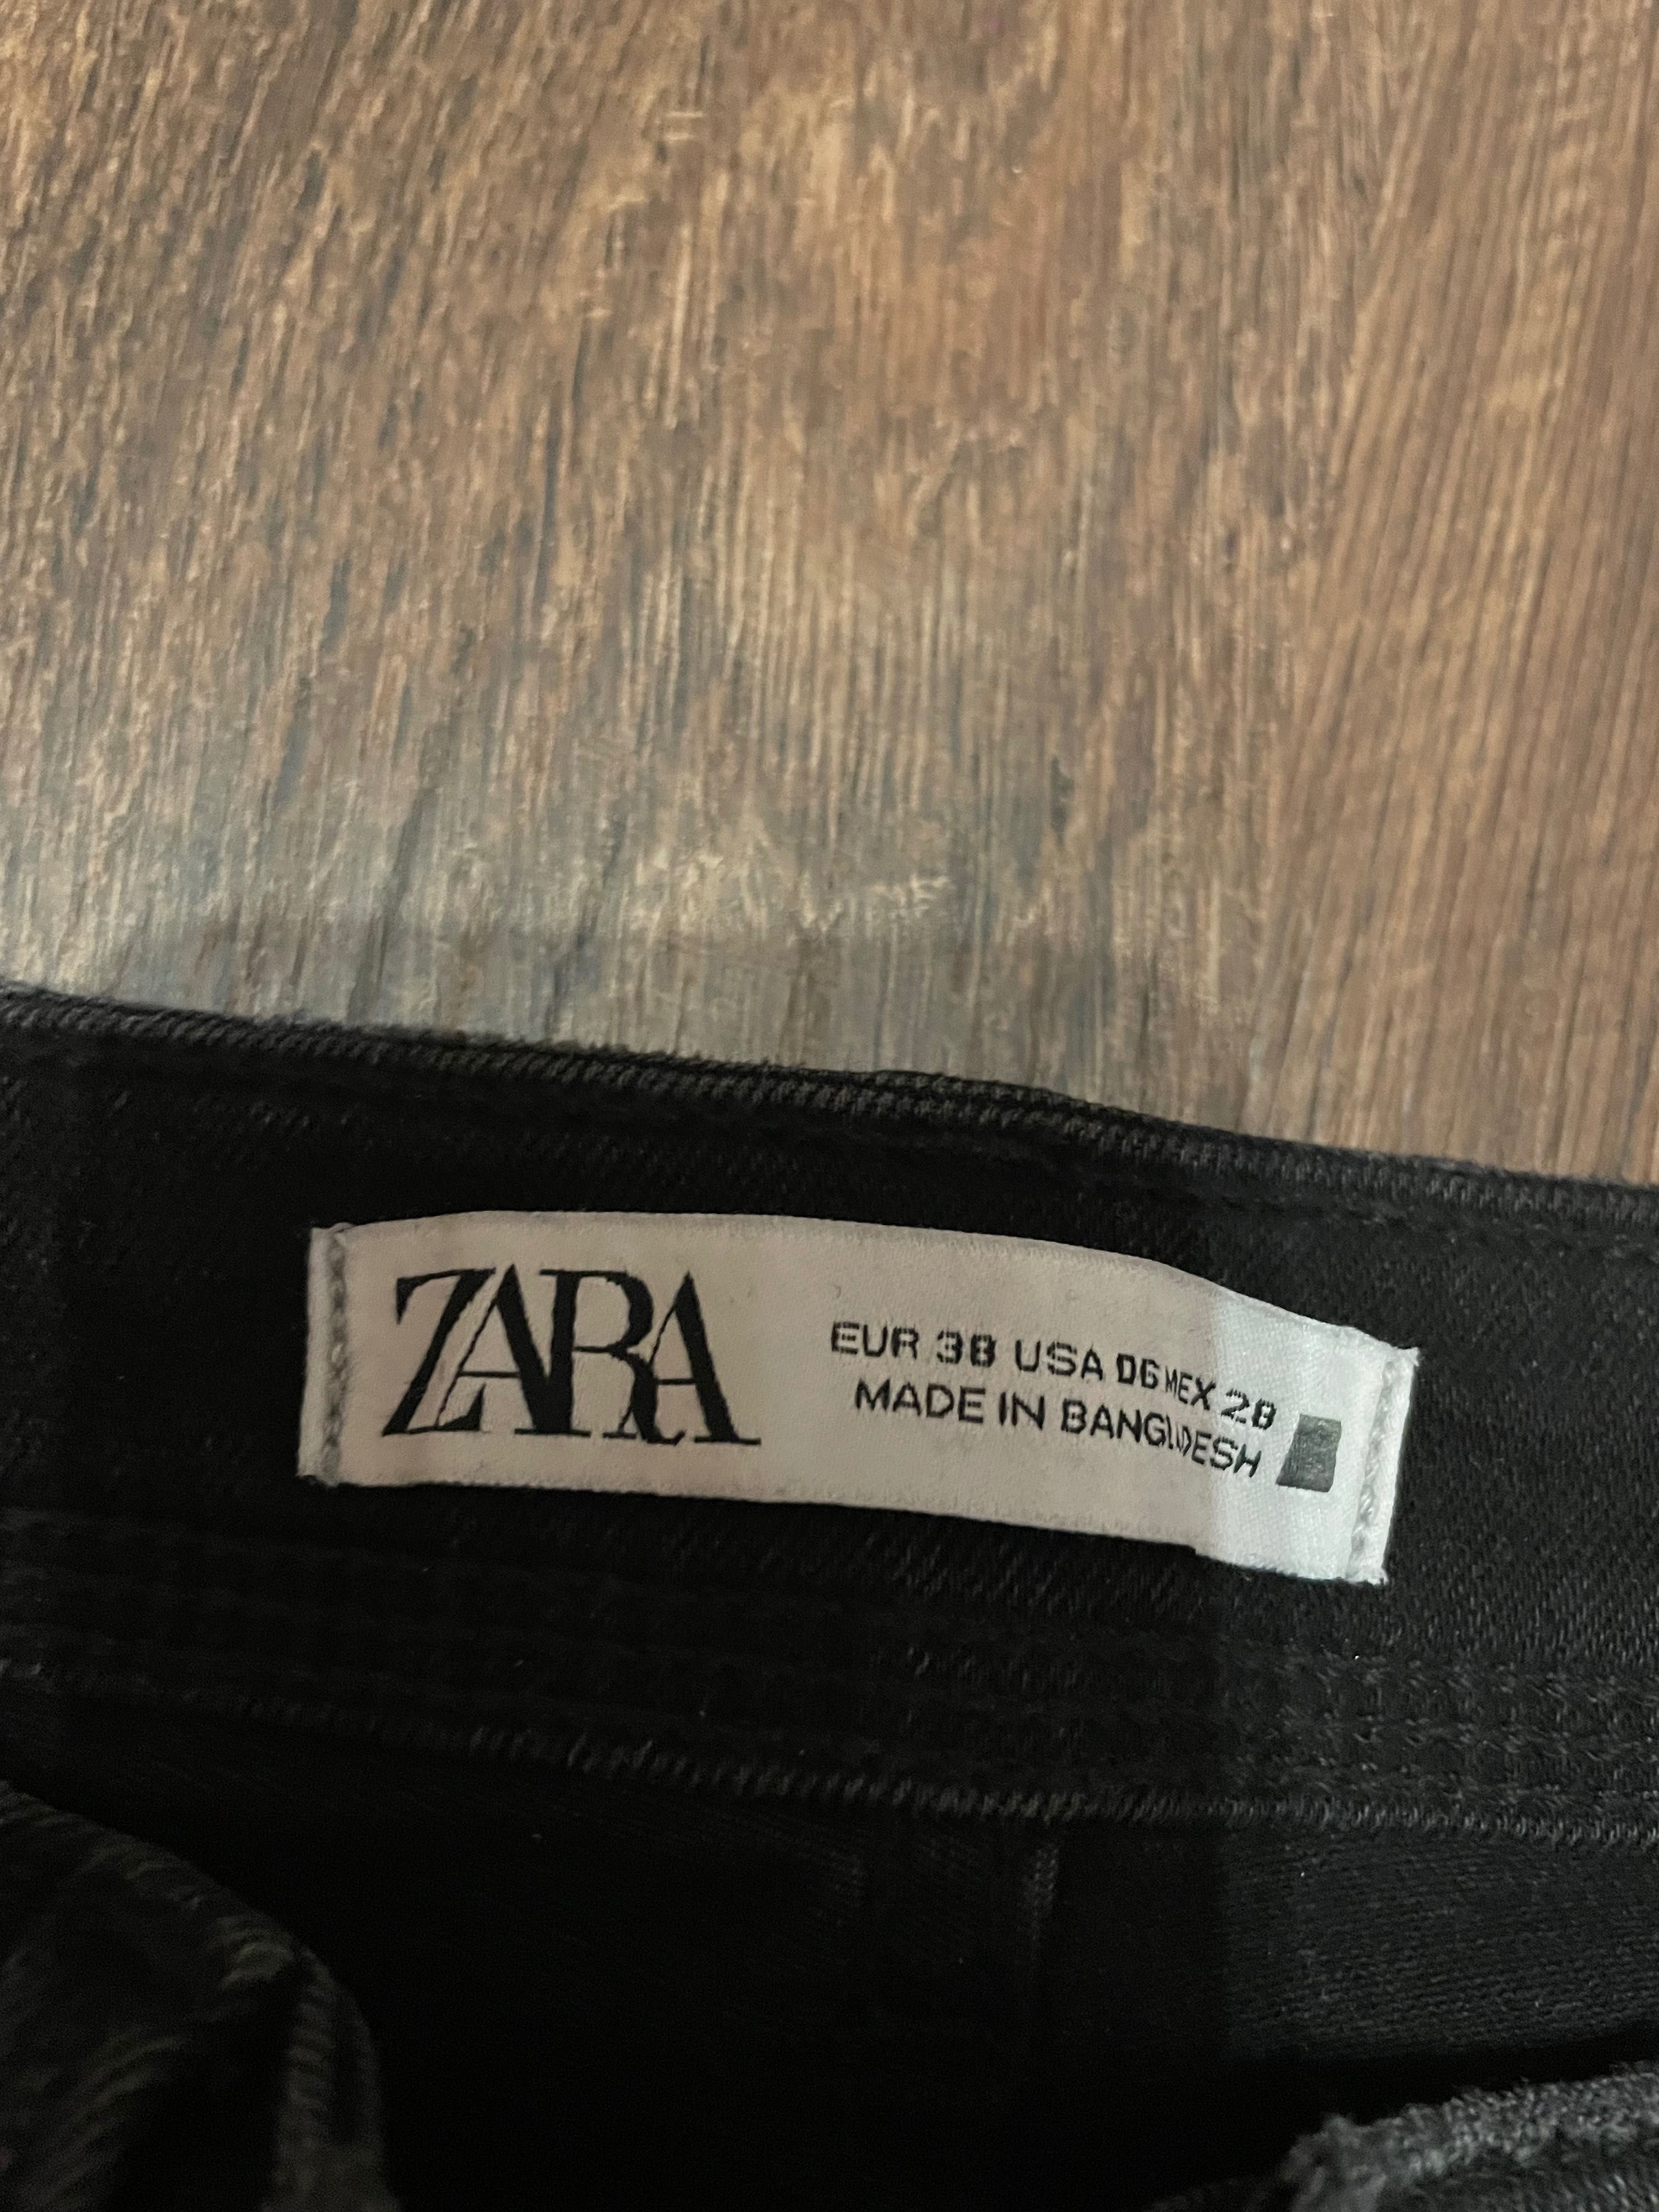 ZARA
EUR 38 USA 06 MEX 28
MADE IN BANGLADESH